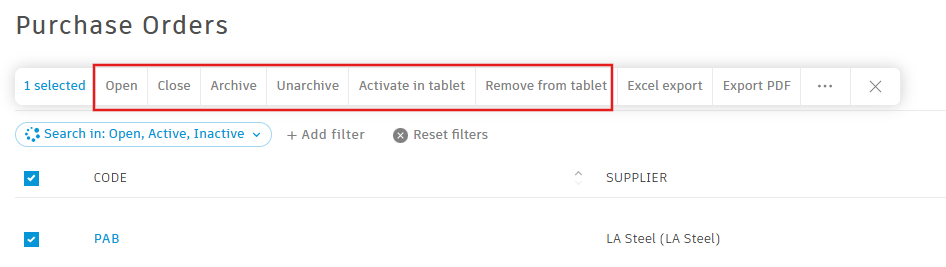 Purchase Orders
1 selected Open Close Archive Unarchive Activate in tablet Remove from tablet Excel export Export PDF ...
Search in: Open, Active, Inactive + Add filter Reset filters
CODE SUPPLIER
PAB LA Steel (LA Steel)